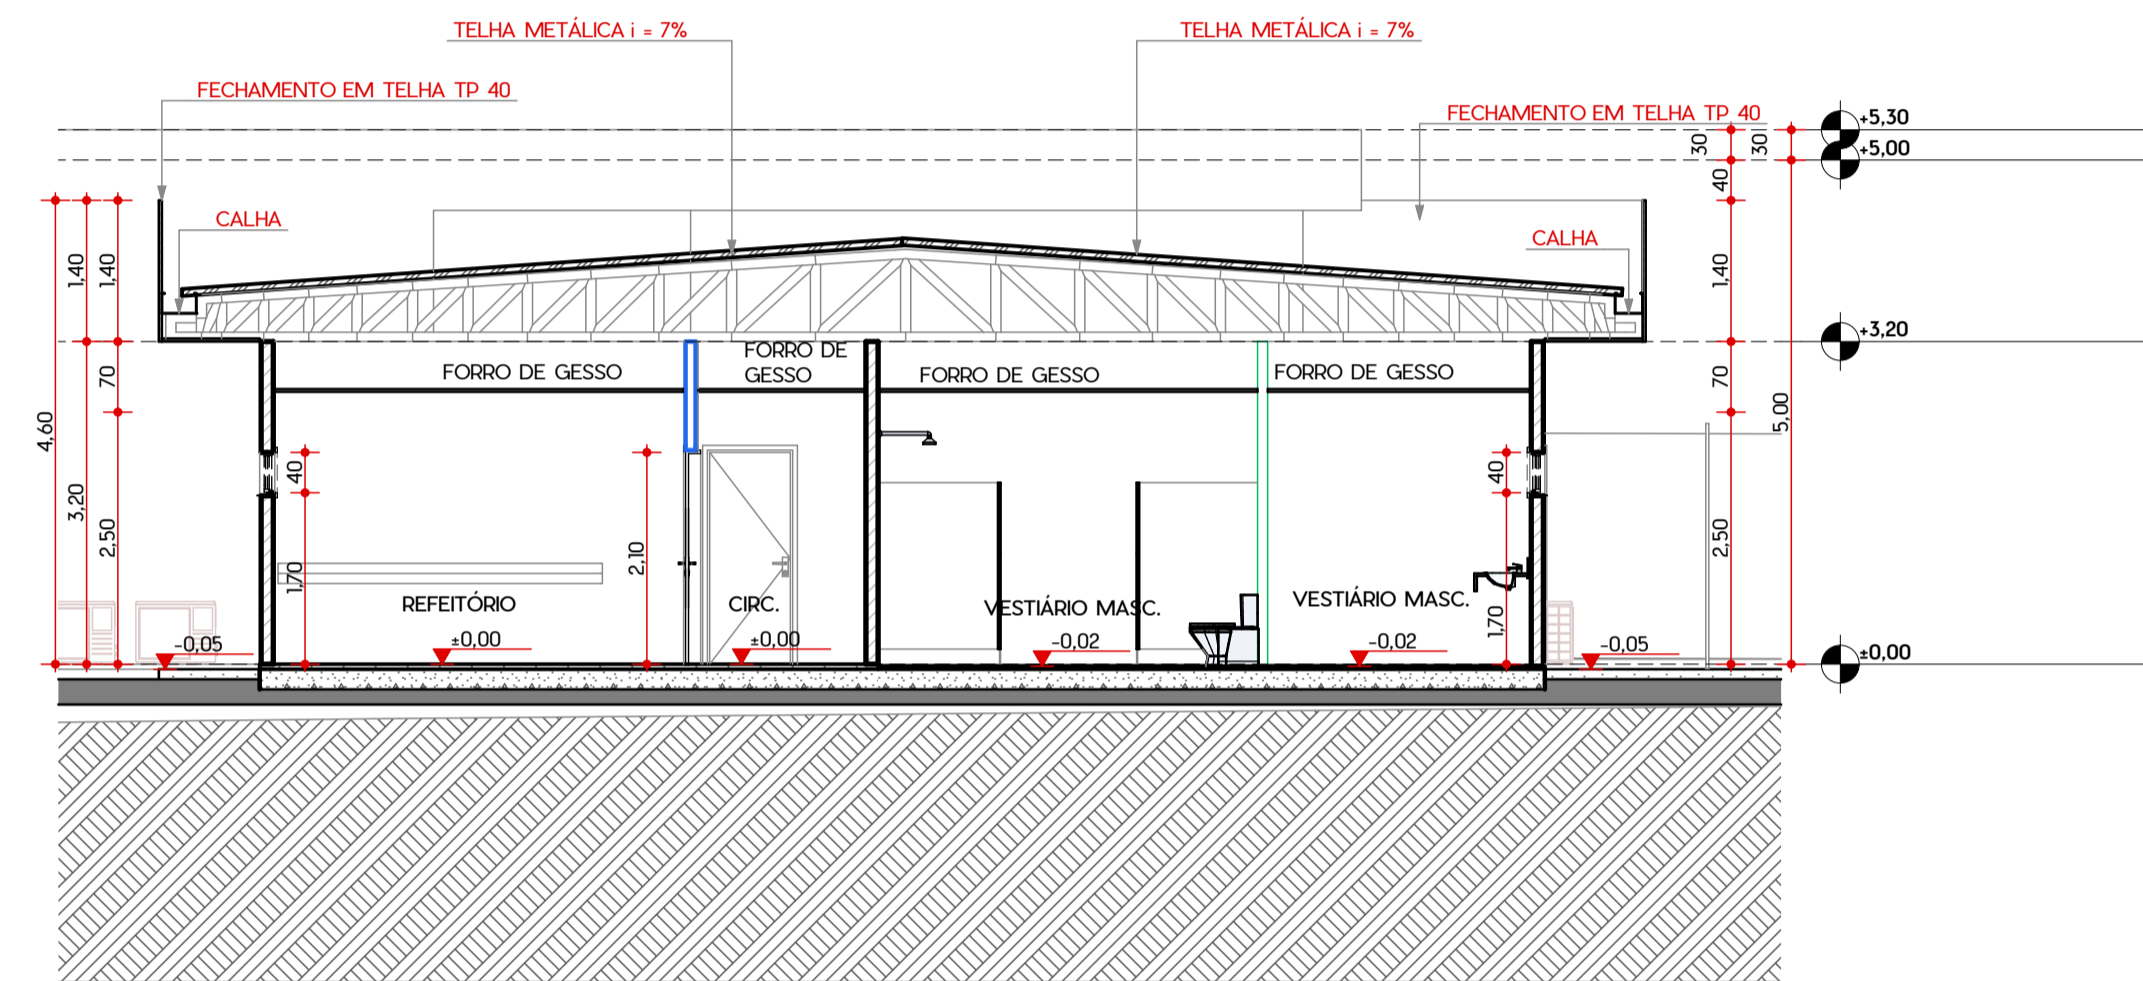 TELHA METÁLICA i = 7%
TELHA METÁLICA i = 7%
FECHAMENTO EM TELHA TP 40
FECHAMENTO EM TELHA TP 40
+5,30
30
30
+5,00
40
CALHA
CALHA
1,40
1,40
1,40
+3,20
FORRO DE GESSO
FORRO DE
GESSO
FORRO DE GESSO
FORRO DE GESSO
70
70
4,60
5,00
40
40
3,20
2,50
2,50
2,10
1,70
1,70
REFEITÓRIO
CIRC.
VESTIÁRIO MASC.
VESTIÁRIO MASC.
-0,05
±0,00
±0,00
-0,02
-0,02
-0,05
±0,00